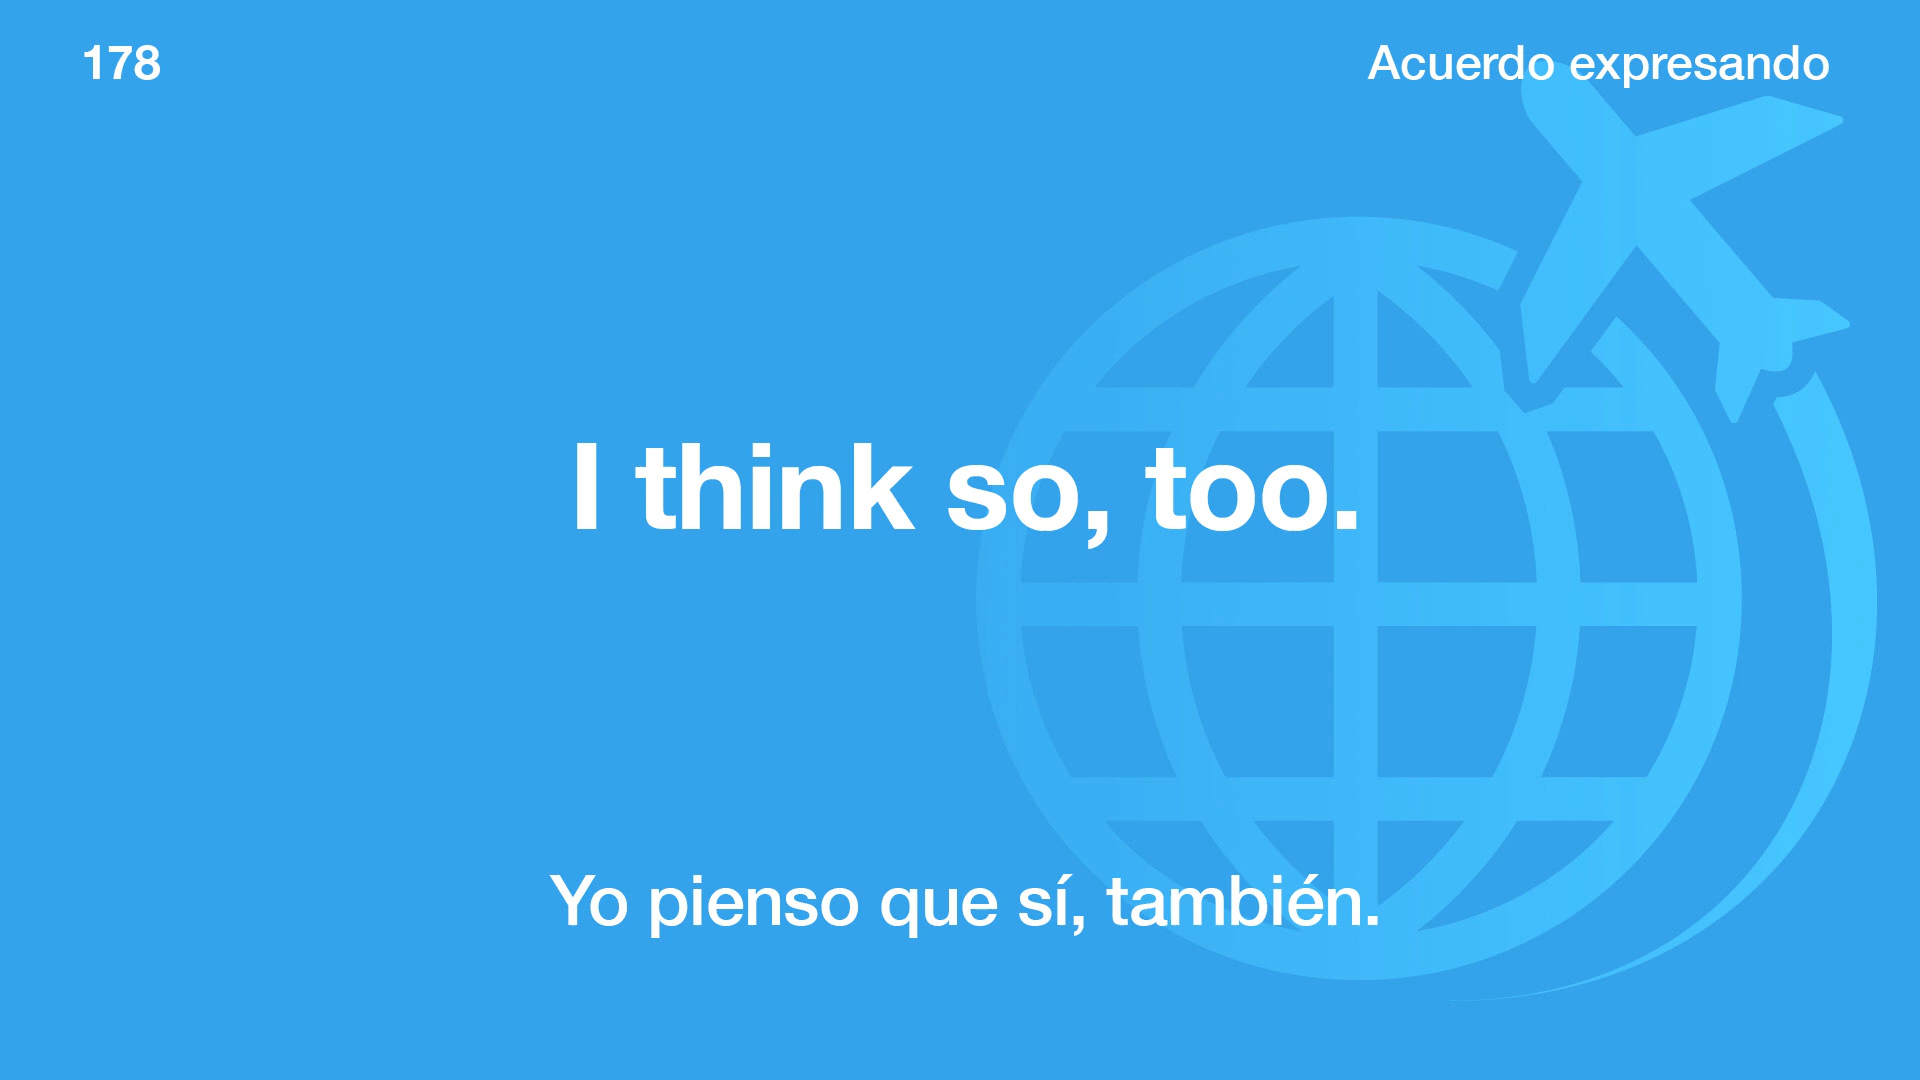 178
Acuerdo expresando
I think so, too.
Yo pienso que sí, también.